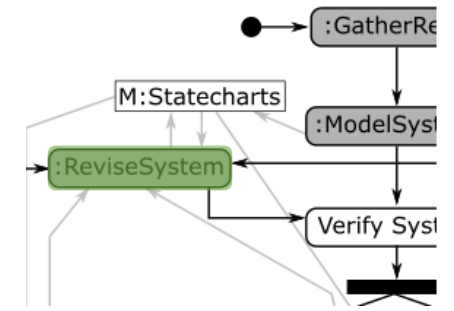 :GatherRe
M:Statecharts
:ModelSyst
:ReviseSystem
Verify Syst